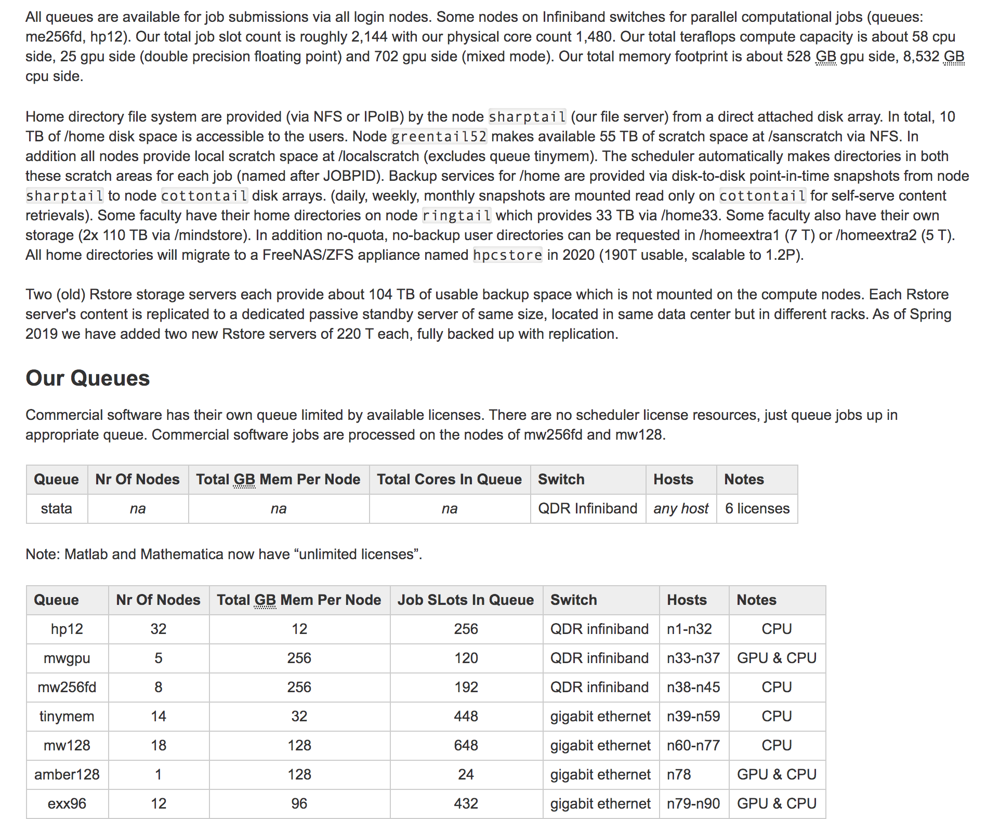 All queues are available for job submissions via all login nodes. Some nodes on Infiniband switches for parallel computational jobs (queues:
me256fd, hp12). Our total job slot count is roughly 2,144 with our physical core count 1,480. Our total teraflops compute capacity is about 58 cpu
side, 25 gpu side (double precision floating point) and 702 gpu side (mixed mode). Our total memory footprint is about 528 GB gpu side, 8,532 GB
cpu side.
Home directory file system are provided (via NFS or IPoIB) by the node sharptail (our file server) from a direct attached disk array. In total, 10
TB of /home disk space is accessible to the users. Node greentail52 makes available 55 TB of scratch space at /sanscratch via NFS. In
addition all nodes provide local scratch space at /localscratch (excludes queue tinymem). The scheduler automatically makes directories in both
these scratch areas for each job (named after JOBPID). Backup services for /home are provided via disk-to-disk point-in-time snapshots from node
sharptail to node cottontail disk arrays. (daily, weekly, monthly snapshots are mounted read only on cottontail for self-serve content
retrievals). Some faculty have their home directories on node ringtail which provides 33 TB via /home33. Some faculty also have their own
storage (2x 110 TB via /mindstore). In addition no-quota, no-backup user directories can be requested in /homeextra1 (7 T) or /homeextra2 (5 T).
All home directories will migrate to a FreeNAS/ZFS appliance named hpcstore in 2020 (190T usable, scalable to 1.2P).
Two (old) Rstore storage servers each provide about 104 TB of usable backup space which is not mounted on the compute nodes. Each Rstore
server's content is replicated to a dedicated passive standby server of same size, located in same data center but in different racks. As of Spring
2019 we have added two new Rstore servers of 220 T each, fully backed up with replication.
Our Queues
Commercial software has their own queue limited by available licenses. There are no scheduler license resources, just queue jobs up in
appropriate queue. Commercial software jobs are processed on the nodes of mw256fd and mw128.
Queue Nr Of Nodes Total GB Mem Per Node Total Cores In Queue Switch Hosts Notes
stata na na na QDR Infiniband any host 6 licenses
Note: Matlab and Mathematica now have “unlimited licenses”.
Queue Nr Of Nodes Total GB Mem Per Node Job SLots In Queue Switch Hosts Notes
hp12 32 12 256 QDR infiniband n1-n32 CPU
mwgpu 5 256 120 QDR infiniband n33-n37 GPU & CPU
mw256fd 8 256 192 QDR infiniband n38-n45 CPU
tinymem 14 32 448 gigabit ethernet n39-n59 CPU
mw128 18 128 648 gigabit ethernet n60-n77 CPU
amber128 1 128 24 gigabit ethernet n78 GPU & CPU
exx96 12 96 432 gigabit ethernet n79-n90 GPU & CPU